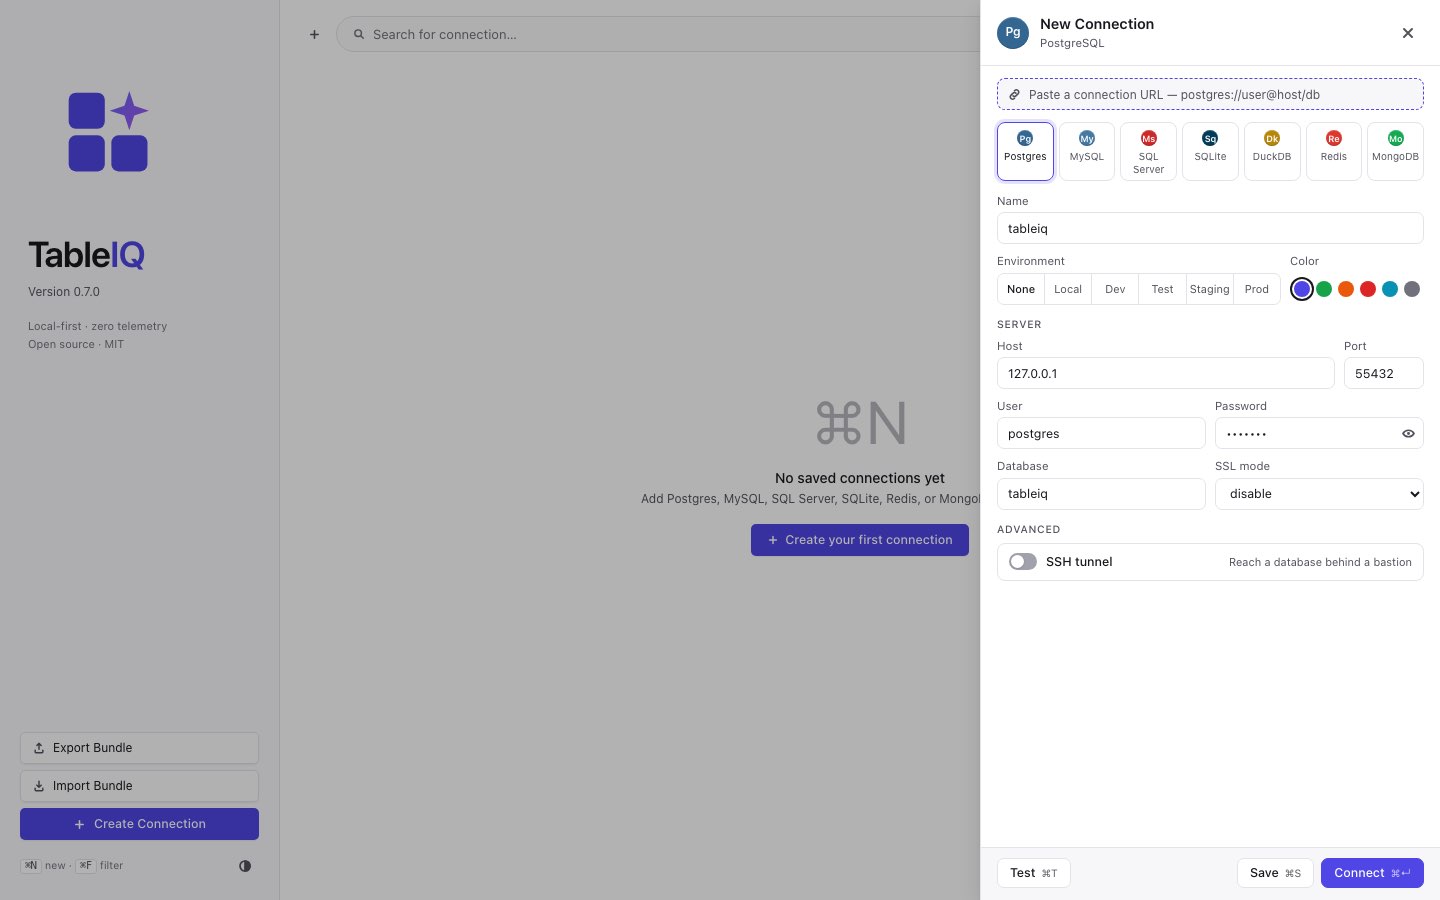 TableIQ
Version 0.7.0
Local-first · zero telemetry
Open source · MIT
Export Bundle
Import Bundle
+ Create Connection
⌘N new · ⌘F filter
+
Search for connection...
⌘N
No saved connections yet
Add Postgres, MySQL, SQL Server, SQLite, Redis, or Mongo
+ Create your first connection
Pg
New Connection
PostgreSQL
Paste a connection URL — postgres://user@host/db
Pg My Ms Sq Dk Re Mo
Postgres MySQL SQL Server SQLite DuckDB Redis MongoDB
Name
tableiq
Environment Color
None Local Dev Test Staging Prod
SERVER
Host Port
127.0.0.1 55432
User Password
postgres •••••••
Database SSL mode
tableiq disable
ADVANCED
SSH tunnel Reach a database behind a bastion
Test ⌘T Save ⌘S Connect ⌘↵